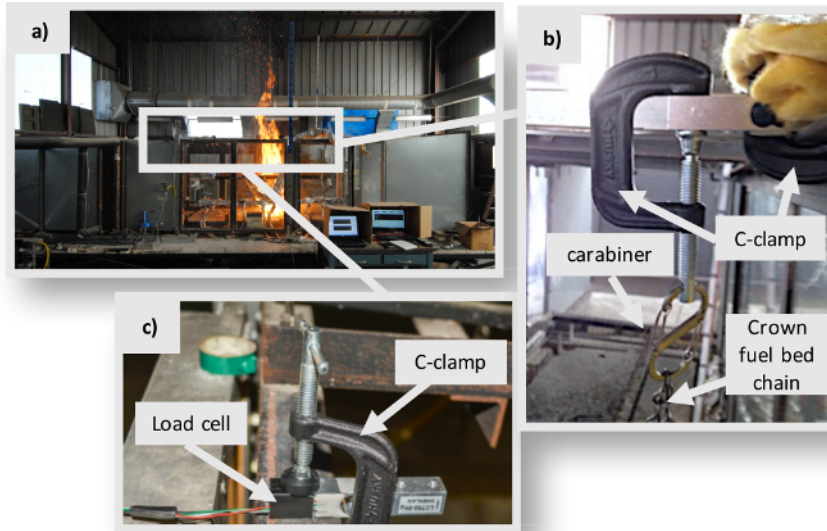 a)
b)
C-clamp
carabiner
Crown
fuel bed
chain
c)
C-clamp
Load cell